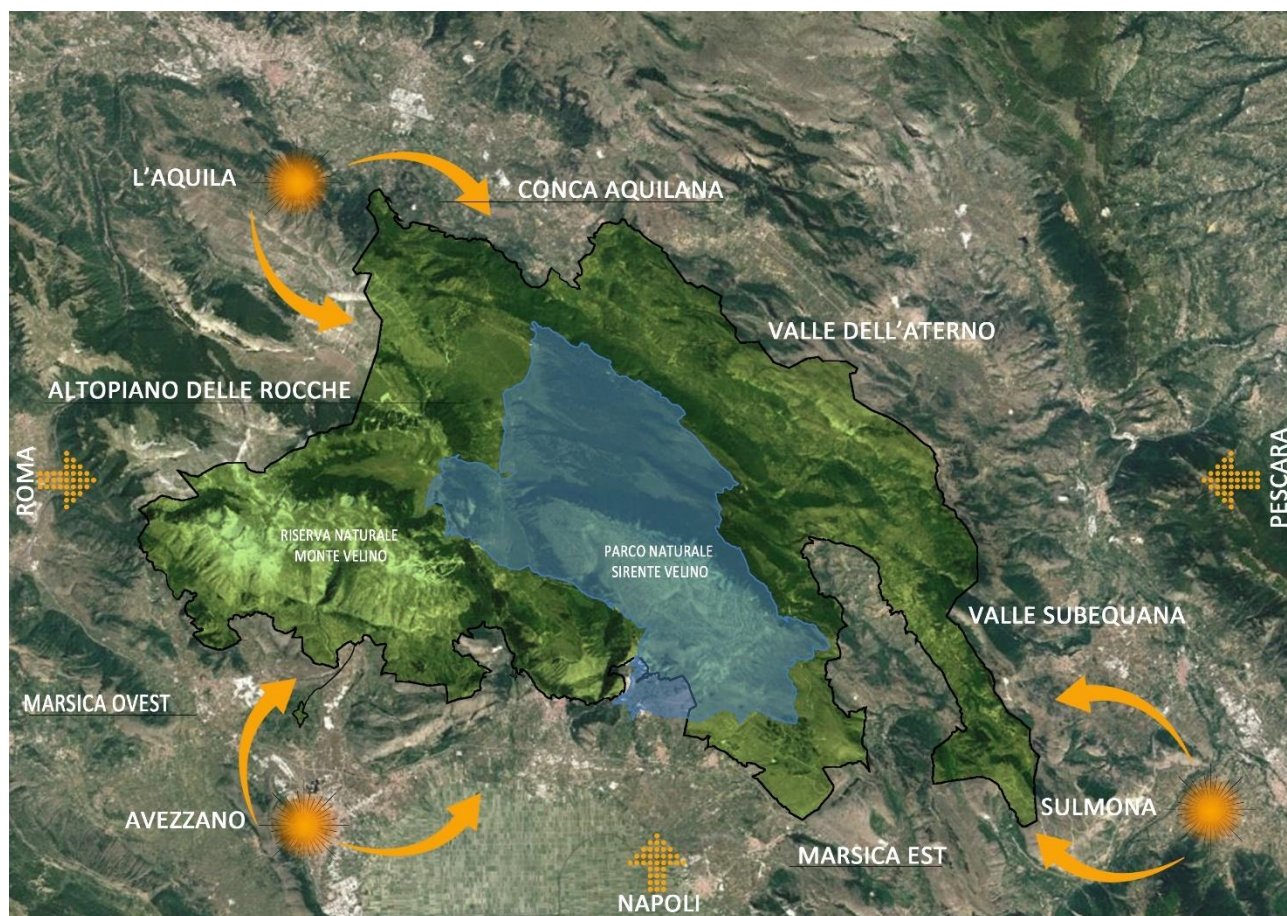 L'AQUILA
CONCA AQUILANA
VALLE DELL'ATERNO
ALTOPIANO DELLE ROCCHE
ROMA
PESCARA
RISERVA NATURALE
MONTE VELINO
PARCO NATURALE
SIRENTE VELINO
VALLE SUBEQUANA
MARSICA OVEST
AVEZZANO
SULMONA
MARSICA EST
NAPOLI